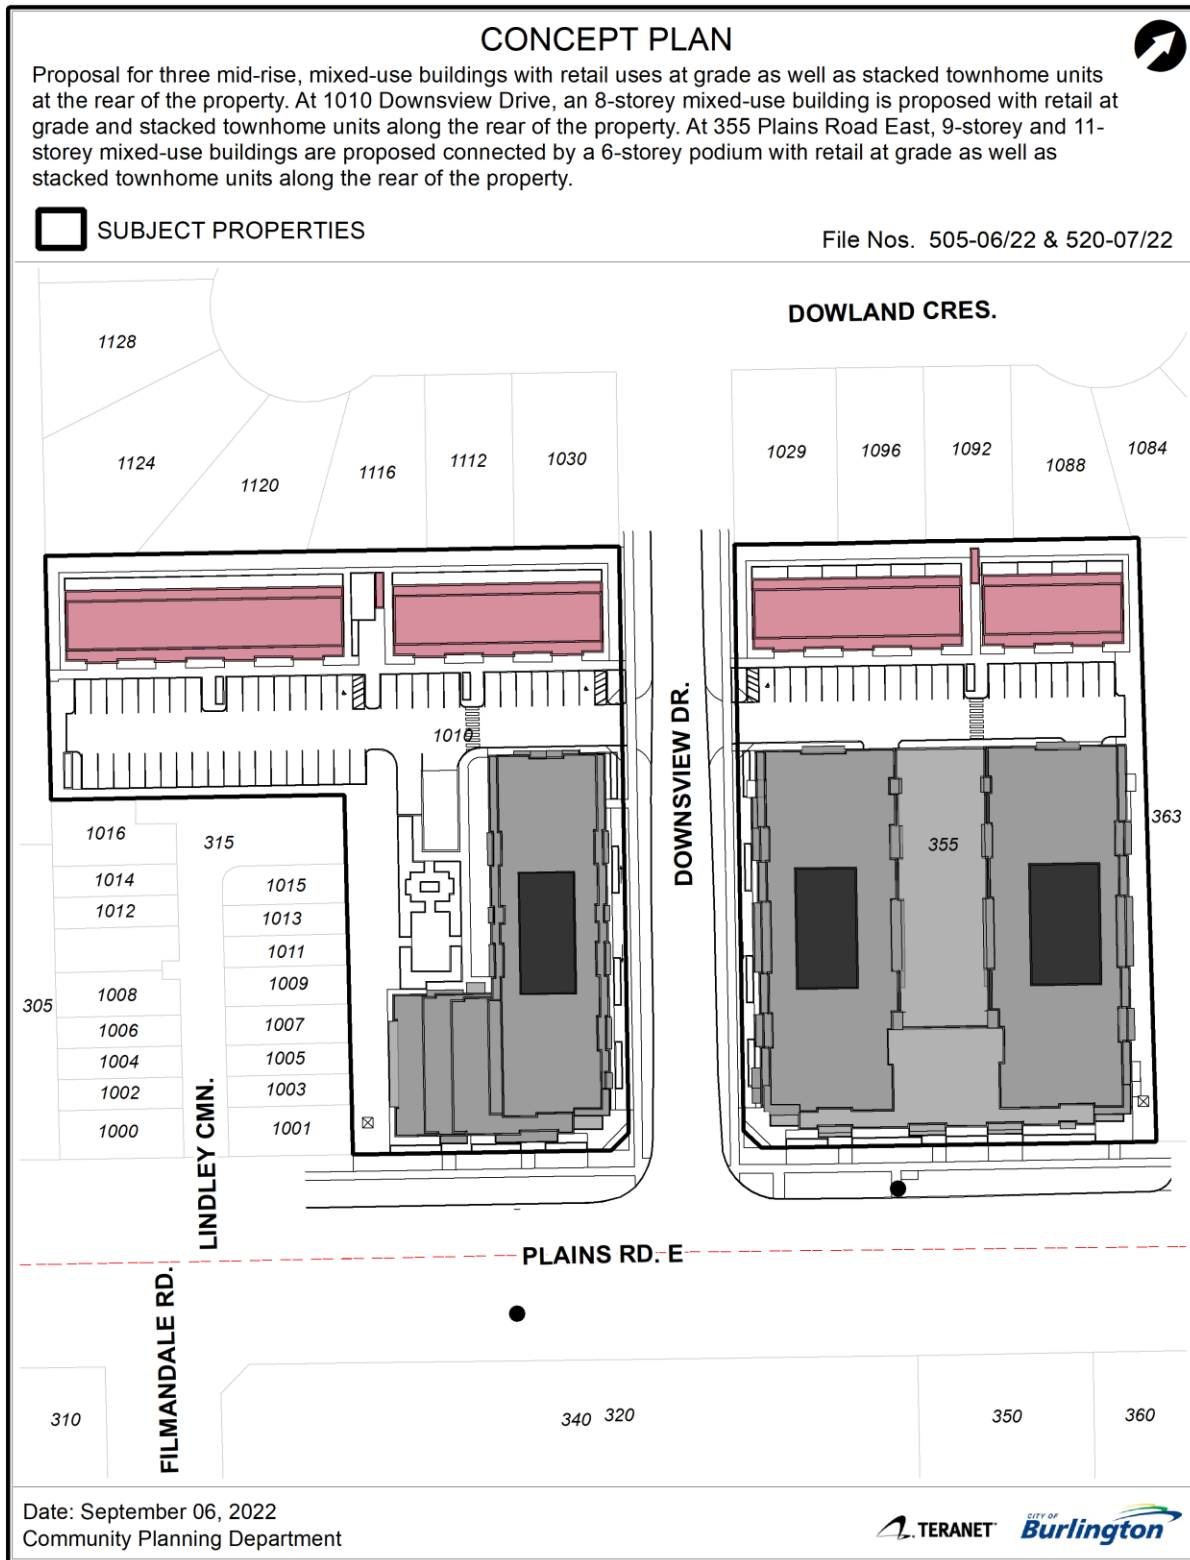 CONCEPT PLAN
Proposal for three mid-rise, mixed-use buildings with retail uses at grade as well as stacked townhome units
at the rear of the property. At 1010 Downsview Drive, an 8-storey mixed-use building is proposed with retail at
grade and stacked townhome units along the rear of the property. At 355 Plains Road East, 9-storey and 11-
storey mixed-use buildings are proposed connected by a 6-storey podium with retail at grade as well as
stacked townhome units along the rear of the property.
SUBJECT PROPERTIES
File Nos. 505-06/22 & 520-07/22
DOWLAND CRES.
1128
1124
1120
1116
1112
1030
1029
1096
1092
1088
1084
1010
DOWNSVIEW DR.
355
363
1016
315
1014
1015
1012
1013
1011
1009
305
1008
1006
1007
1004
1005
1002
1003
1000
1001
LINDLEY CMN.
PLAINS RD. E
FILMANDALE RD.
310
340
320
350
360
Date: September 06, 2022
Community Planning Department
TERANET
CITY OF
Burlington